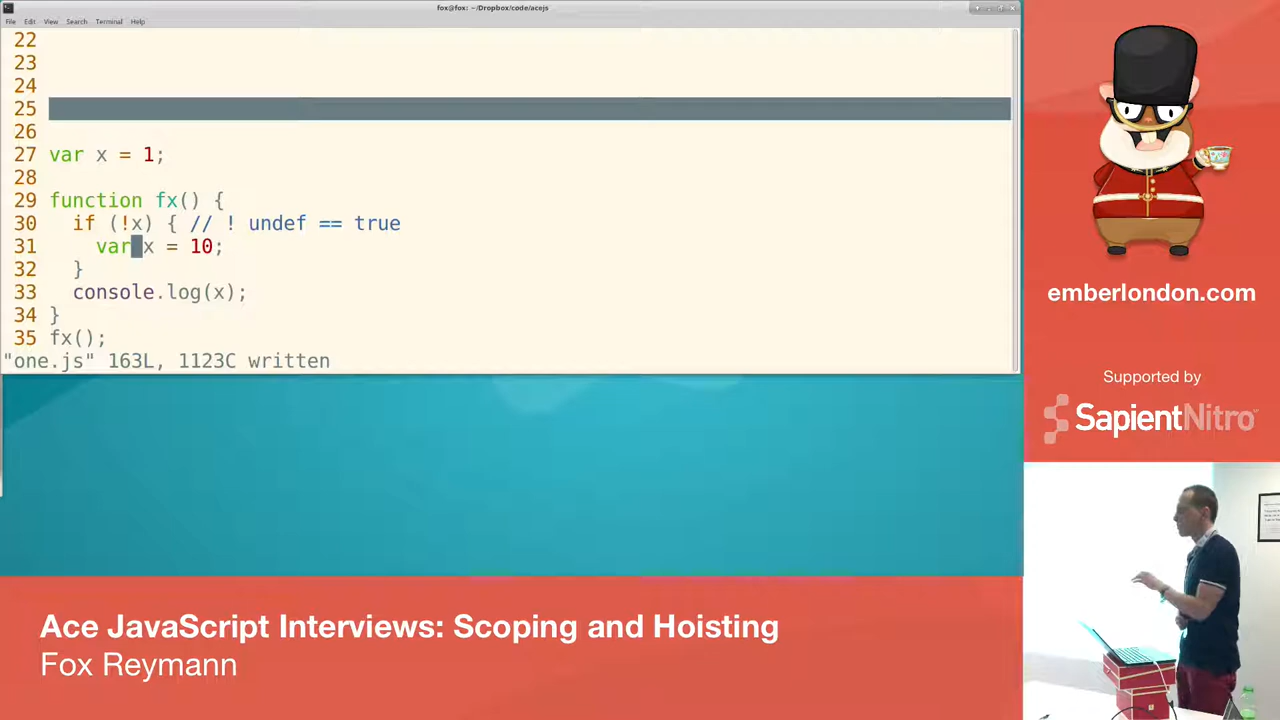 fox@fox: ~/Dropbox/code/acejs
File Edit View Search Terminal Help
22
23
24
25
26
27 var x = 1;
28
29 function fx() {
30   if (!x) { // ! undef == true
31     var x = 10;
32   }
33   console.log(x);
34 }
35 fx();
"one.js" 163L, 1123C written
emberlondon.com
Supported by
SapientNitro
Ace JavaScript Interviews: Scoping and Hoisting
Fox Reymann